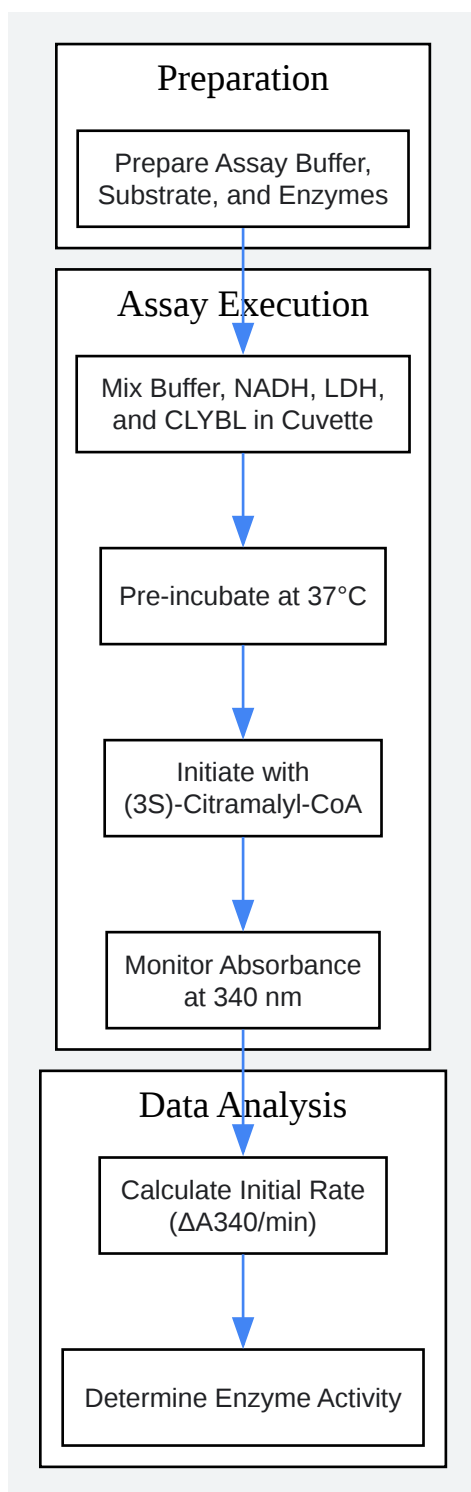 Preparation
Prepare Assay Buffer,
Substrate, and Enzymes
Assay Execution
Mix Buffer, NADH, LDH,
and CLYBL in Cuvette
Pre-incubate at 37°C
Initiate with
(3S)-Citramalyl-CoA
Monitor Absorbance
at 340 nm
Data Analysis
Calculate Initial Rate
(ΔA340/min)
Determine Enzyme Activity